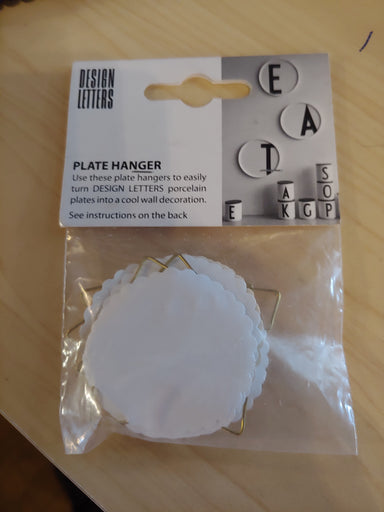 DESIGN
LETTERS
PLATE HANGER
Use these plate hangers to easily
turn DESIGN LETTERS porcelain
plates into a cool wall decoration.
See instructions on the back
E
A
T
S
A O
E K G P